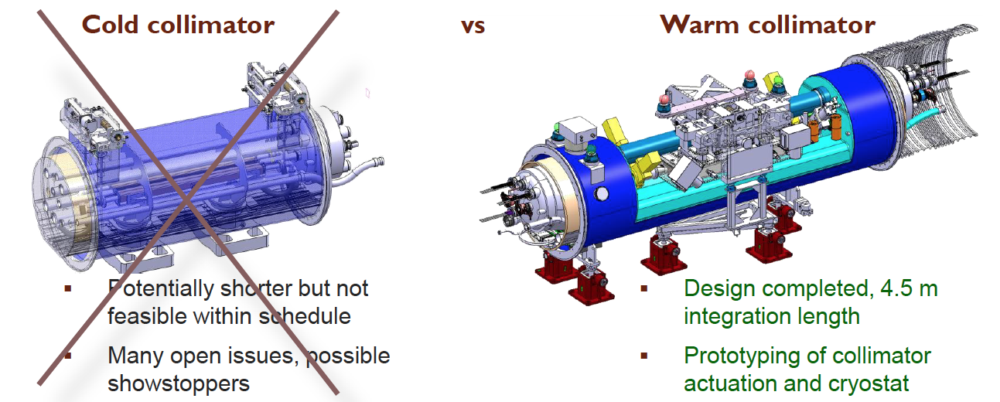 Cold collimator
vs
Warm collimator
▪ Potentially shorter but not
feasible within schedule
▪ Many open issues, possible
showstoppers
▪ Design completed, 4.5 m
integration length
▪ Prototyping of collimator
actuation and cryostat